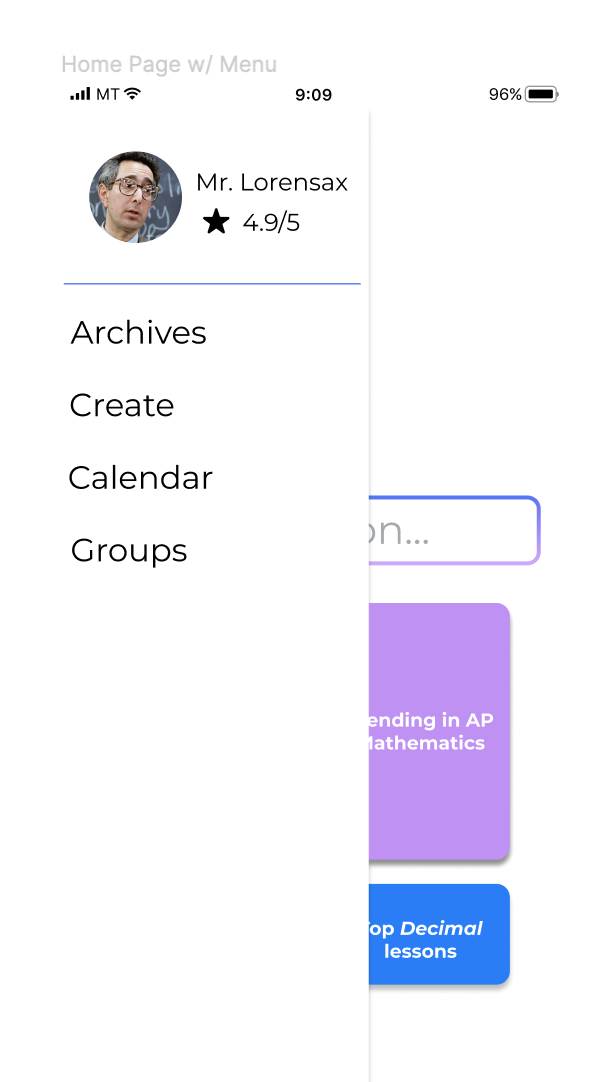 Home Page w/ Menu
MT 9:09 96%
Mr. Lorensax
4.9/5
Archives
Create
Calendar
Groups
on...
ending in AP
Mathematics
Top Decimal
lessons